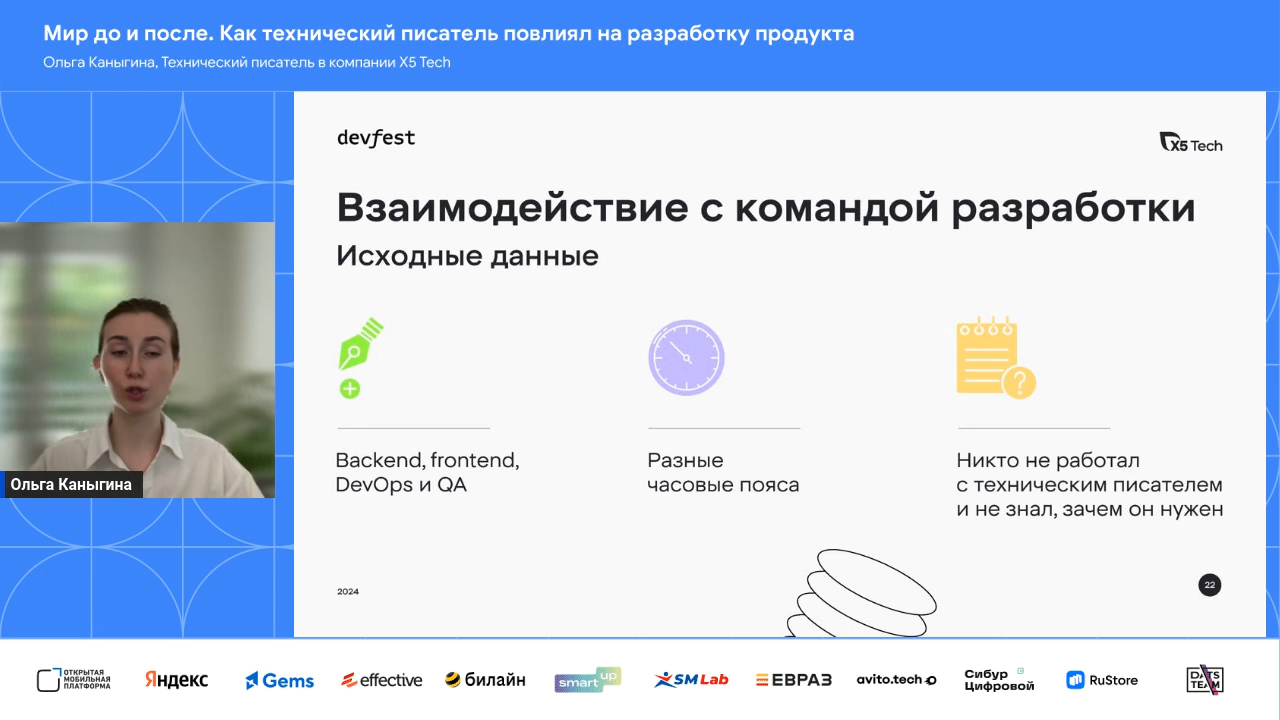 Мир до и после. Как технический писатель повлиял на разработку продукта
Ольга Каныгина, Технический писатель в компании X5 Tech
devfest
X5 Tech
Взаимодействие с командой разработки
Исходные данные
Backend, frontend,
DevOps и QA
Разные
часовые пояса
Никто не работал
с техническим писателем
и не знал, зачем он нужен
2024
22
Ольга Каныгина
ОТКРЫТАЯ
МОБИЛЬНАЯ
ПЛАТФОРМА
Яндекс
Gems
effective
билайн
smart up
SM Lab
ЕВРАЗ
avito.tech
Сибур
Цифровой
RuStore
DATS
TEAM